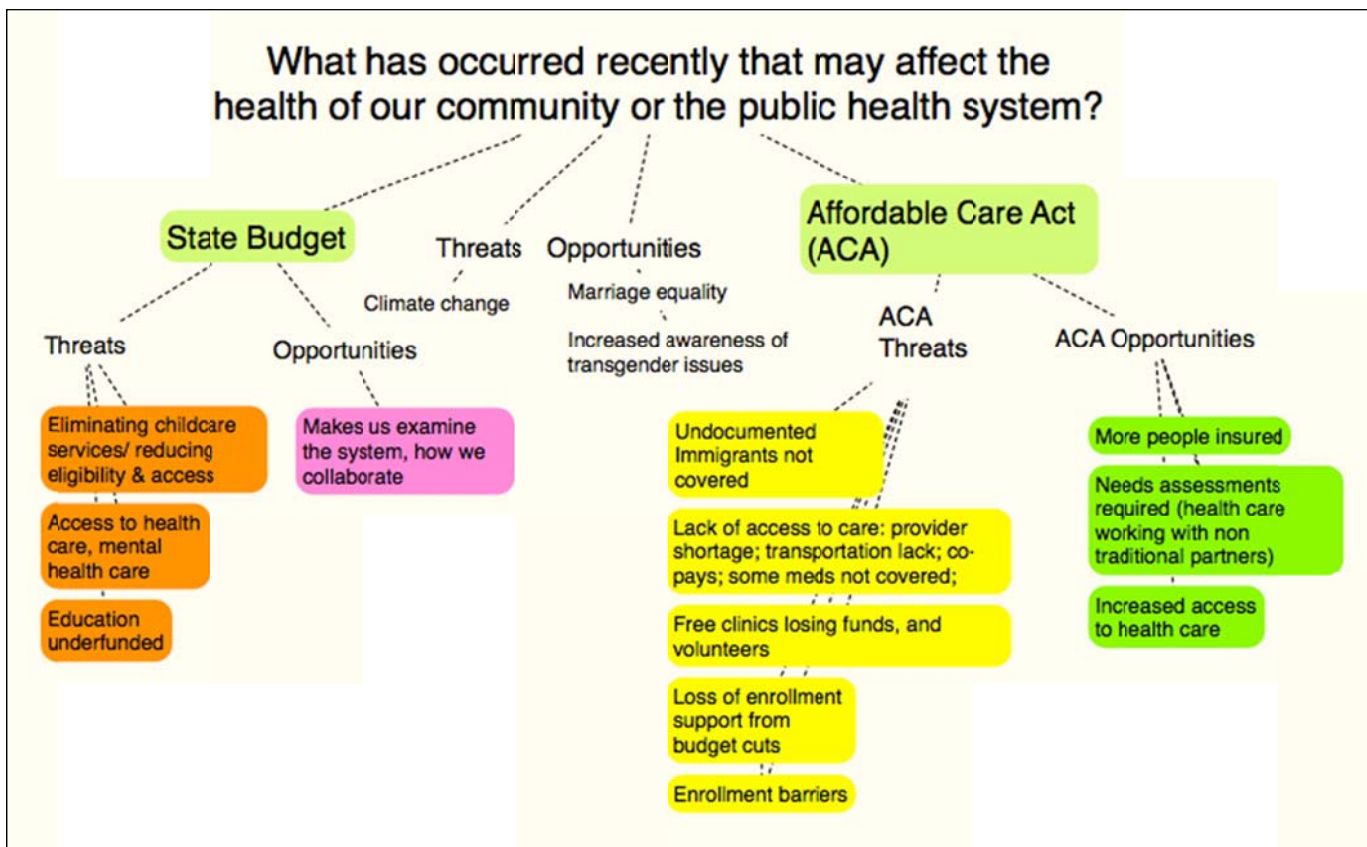 What has occurred recently that may affect the
health of our community or the public health system?
State Budget
Threats
Eliminating childcare
services/ reducing
eligibility & access
Access to health
care, mental
health care
Education
underfunded
Opportunities
Makes us examine
the system, how we
collaborate
Threats
Climate change
Opportunities
Marriage equality
Increased awareness of
transgender issues
Affordable Care Act
(ACA)
ACA
Threats
Undocumented
Immigrants not
covered
Lack of access to care: provider
shortage; transportation lack; co-
pays; some meds not covered;
Free clinics losing funds, and
volunteers
Loss of enrollment
support from
budget cuts
Enrollment barriers
ACA Opportunities
More people insured
Needs assessments
required (health care
working with non
traditional partners)
Increased access
to health care